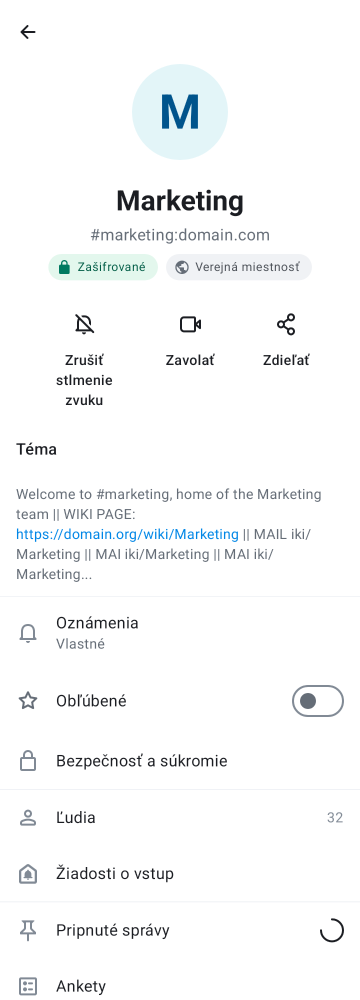 M
Marketing
#marketing:domain.com
Zašifrované
Verejná miestnosť
Zrušiť
stlmenie
zvuku
Zavolať
Zdieľať
Téma
Welcome to #marketing, home of the Marketing
team || WIKI PAGE:
https://domain.org/wiki/Marketing || MAIL iki/
Marketing || MAI iki/Marketing || MAI iki/
Marketing...
Oznámenia
Vlastné
Obľúbené
Bezpečnosť a súkromie
Ľudia 32
Žiadosti o vstup
Pripnuté správy
Ankety